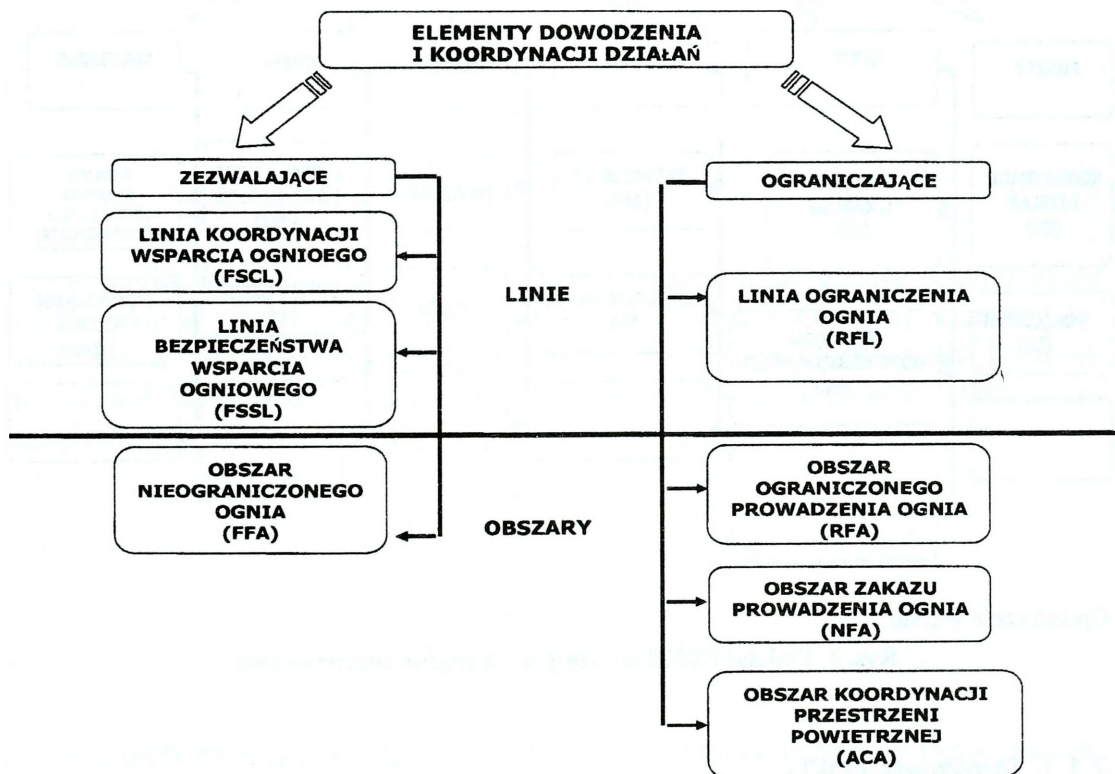 ELEMENTY DOWODZENIA
I KOORDYNACJI DZIAŁAŃ
ZEZWALAJĄCE
LINIA KOORDYNACJI
WSPARCIA OGNIOEGO
(FSCL)
LINIA
BEZPIECZEŃSTWA
WSPARCIA
OGNIOWEGO
(FSSL)
OBSZAR
NIEOGRANICZONEGO
OGNIA
(FFA)
LINIE
OBSZARY
OGRANICZAJĄCE
LINIA OGRANICZENIA
OGNIA
(RFL)
OBSZAR
OGRANICZONEGO
PROWADZENIA OGNIA
(RFA)
OBSZAR ZAKAZU
PROWADZENIA OGNIA
(NFA)
OBSZAR KOORDYNACJI
PRZESTRZENI
POWIETRZNEJ
(ACA)